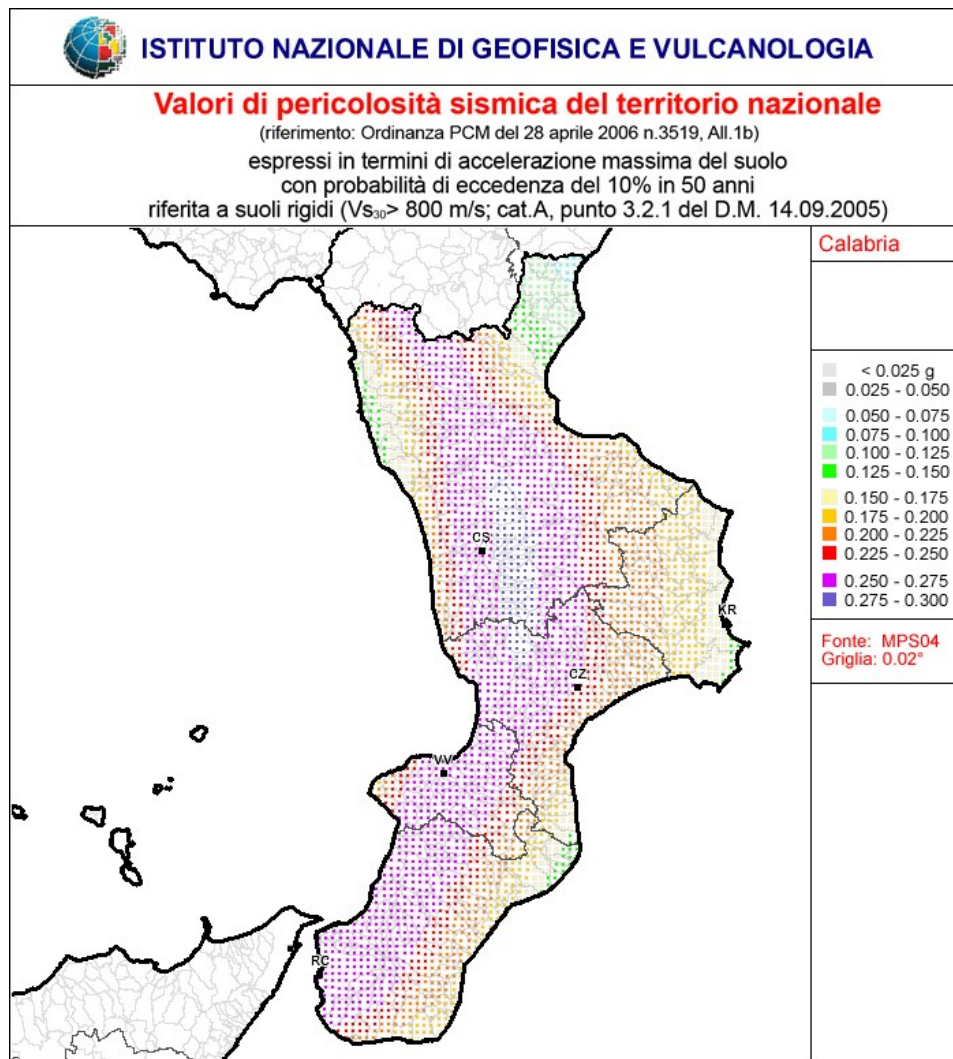 ISTITUTO NAZIONALE DI GEOFISICA E VULCANOLOGIA
Valori di pericolosità sismica del territorio nazionale
(riferimento: Ordinanza PCM del 28 aprile 2006 n.3519, All.1b)
espressi in termini di accelerazione massima del suolo
con probabilità di eccedenza del 10% in 50 anni
riferita a suoli rigidi (Vs₃₀> 800 m/s; cat.A, punto 3.2.1 del D.M. 14.09.2005)
Calabria
< 0.025 g
0.025 - 0.050
0.050 - 0.075
0.075 - 0.100
0.100 - 0.125
0.125 - 0.150
0.150 - 0.175
0.175 - 0.200
0.200 - 0.225
0.225 - 0.250
0.250 - 0.275
0.275 - 0.300
Fonte: MPS04
Griglia: 0.02°
CS
KR
CZ
VV
RC